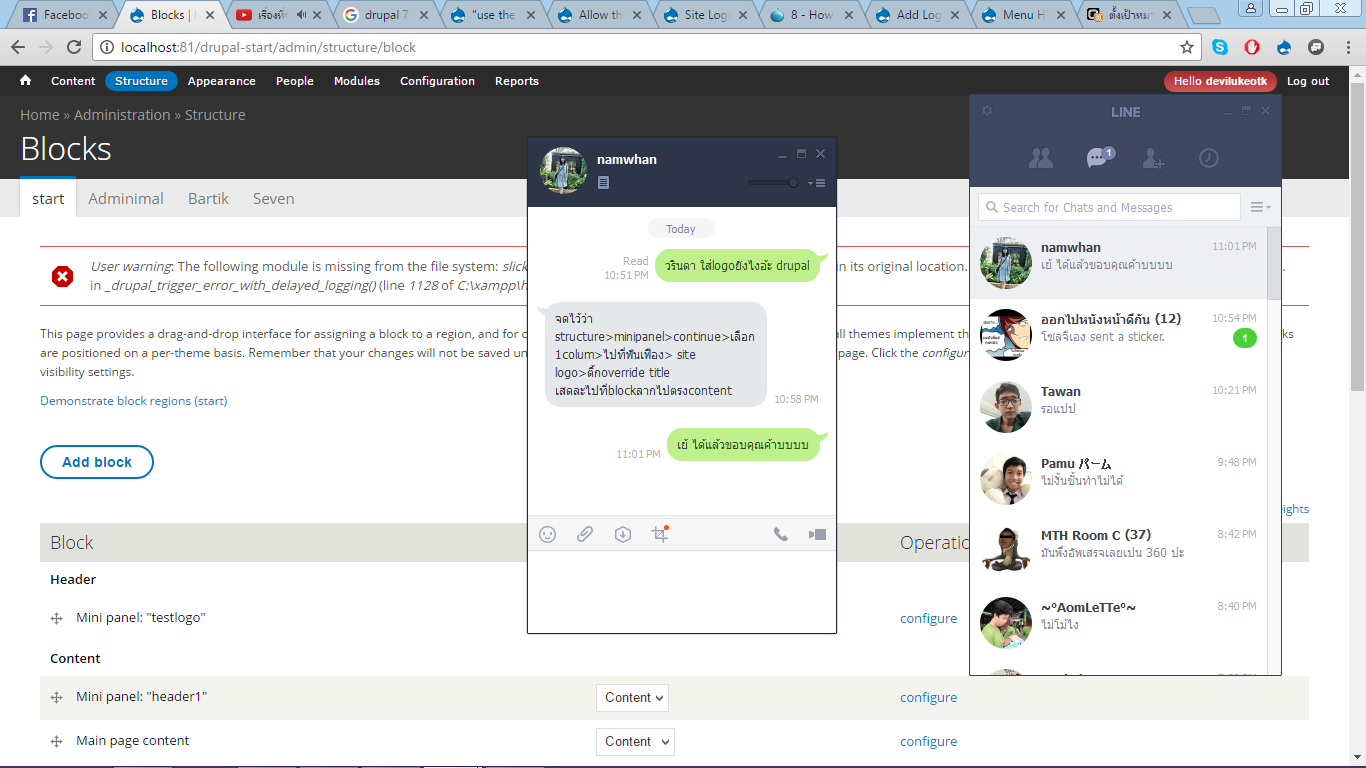 Facebook
Blocks |
เรื่องที่
drupal 7
"use the
Allow th
Site Log
8 - How
Add Log
Menu H
ตั้งเป้าหมา
localhost:81/drupal-start/admin/structure/block
Content Structure Appearance People Modules Configuration Reports
Hello devilukeotk Log out
Home » Administration » Structure
Blocks
start Adminimal Bartik Seven
User warning: The following module is missing from the file system: slick
in its original location.
in _drupal_trigger_error_with_delayed_logging() (line 1128 of C:\xampp\h
This page provides a drag-and-drop interface for assigning a block to a region, and for c
all themes implement th
cks
are positioned on a per-theme basis. Remember that your changes will not be saved un
page. Click the configur
visibility settings.
Demonstrate block regions (start)
Add block
eights
Block Operatio
Header
Mini panel: "testlogo" configure
Content
Mini panel: "header1" Content configure
Main page content Content configure
namwhan
Today
Read
10:51 PM
วรินดา ใส่logoยังไงอ้ะ drupal
จดไว้ว่า
structure>minipanel>continue>เลือก
1colum>ไปที่ฟันเฟือง> site
logo>ติ๊กoverride title
เสดละไปที่blockลากไปตรงcontent
10:58 PM
11:01 PM
เย้ ได้แล้วขอบคุณค้าบบบบ
LINE
1
Search for Chats and Messages
namwhan 11:01 PM
เย้ ได้แล้วขอบคุณค้าบบบบ
ออกไปหนังหน้าดีกัน (12) 10:54 PM
โซลจีเอง sent a sticker. 1
Tawan 10:21 PM
รอแปป
Pamu パーム 9:48 PM
ไม่งั้นชั้นทำไม่ได้
MTH Room C (37) 8:42 PM
มันพึ่งอัพเสรจเลยเปน 360 ปะ
~°AomLeTTe°~ 8:40 PM
ไม่โม้ไง